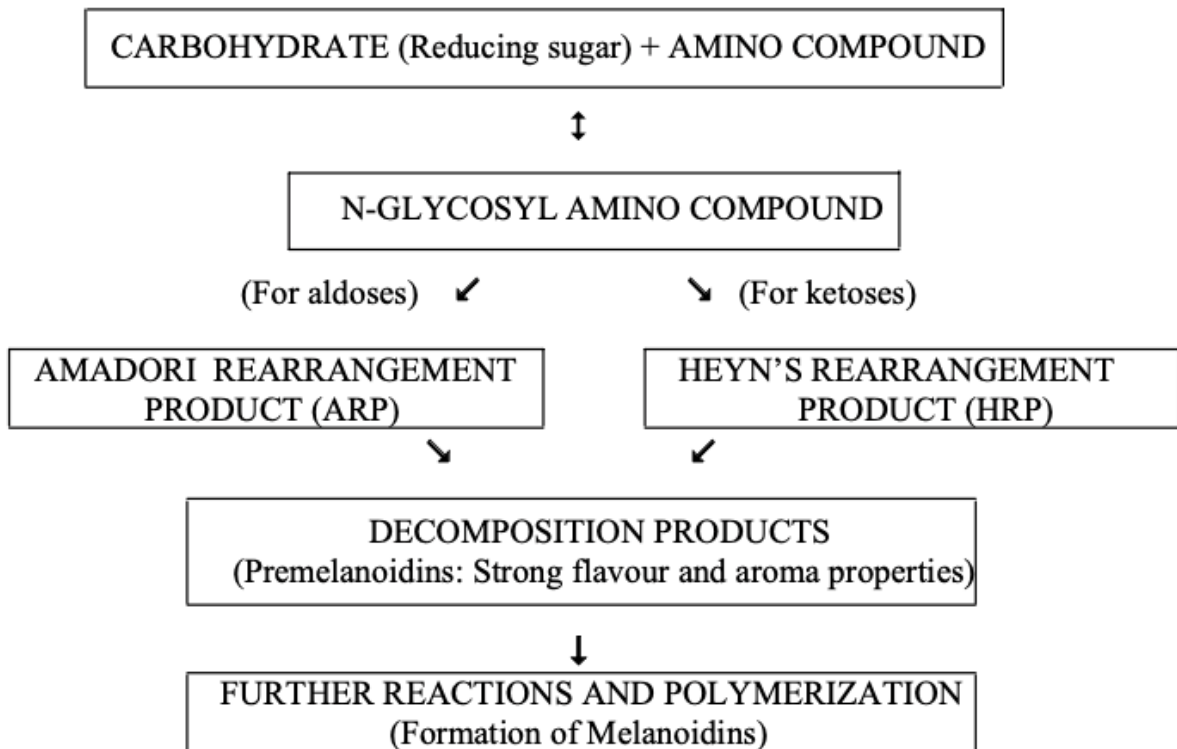 CARBOHYDRATE (Reducing sugar) + AMINO COMPOUND
N-GLYCOSYL AMINO COMPOUND
(For aldoses)
(For ketoses)
AMADORI REARRANGEMENT
PRODUCT (ARP)
HEYN'S REARRANGEMENT
PRODUCT (HRP)
DECOMPOSITION PRODUCTS
(Premelanoidins: Strong flavour and aroma properties)
FURTHER REACTIONS AND POLYMERIZATION
(Formation of Melanoidins)